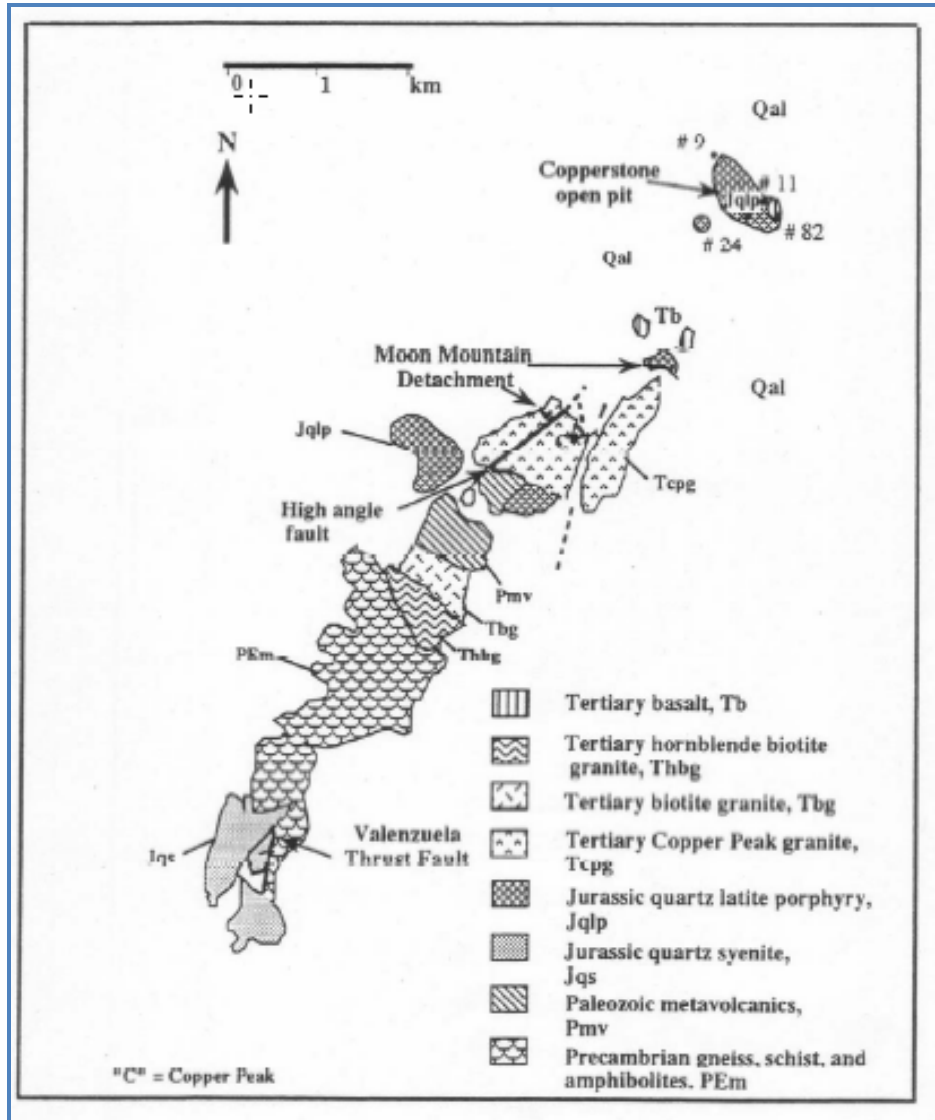 0 1 km
N
Qal
# 9
Copperstone
open pit
# 11
Jqlp
# 82
# 24
Qal
Tb
Moon Mountain
Detachment
Qal
Jqlp
Tcpg
High angle
fault
Pmv
Tbg
Thbg
PEm
Tertiary basalt, Tb
Tertiary hornblende biotite
granite, Thbg
Tertiary biotite granite, Tbg
Valenzuela
Thrust Fault
Jqs
Tertiary Copper Peak granite,
Tcpg
Jurassic quartz latite porphyry,
Jqlp
Jurassic quartz syenite,
Jqs
Paleozoic metavolcanics,
Pmv
Precambrian gneiss, schist, and
amphibolites, PEm
"C" = Copper Peak